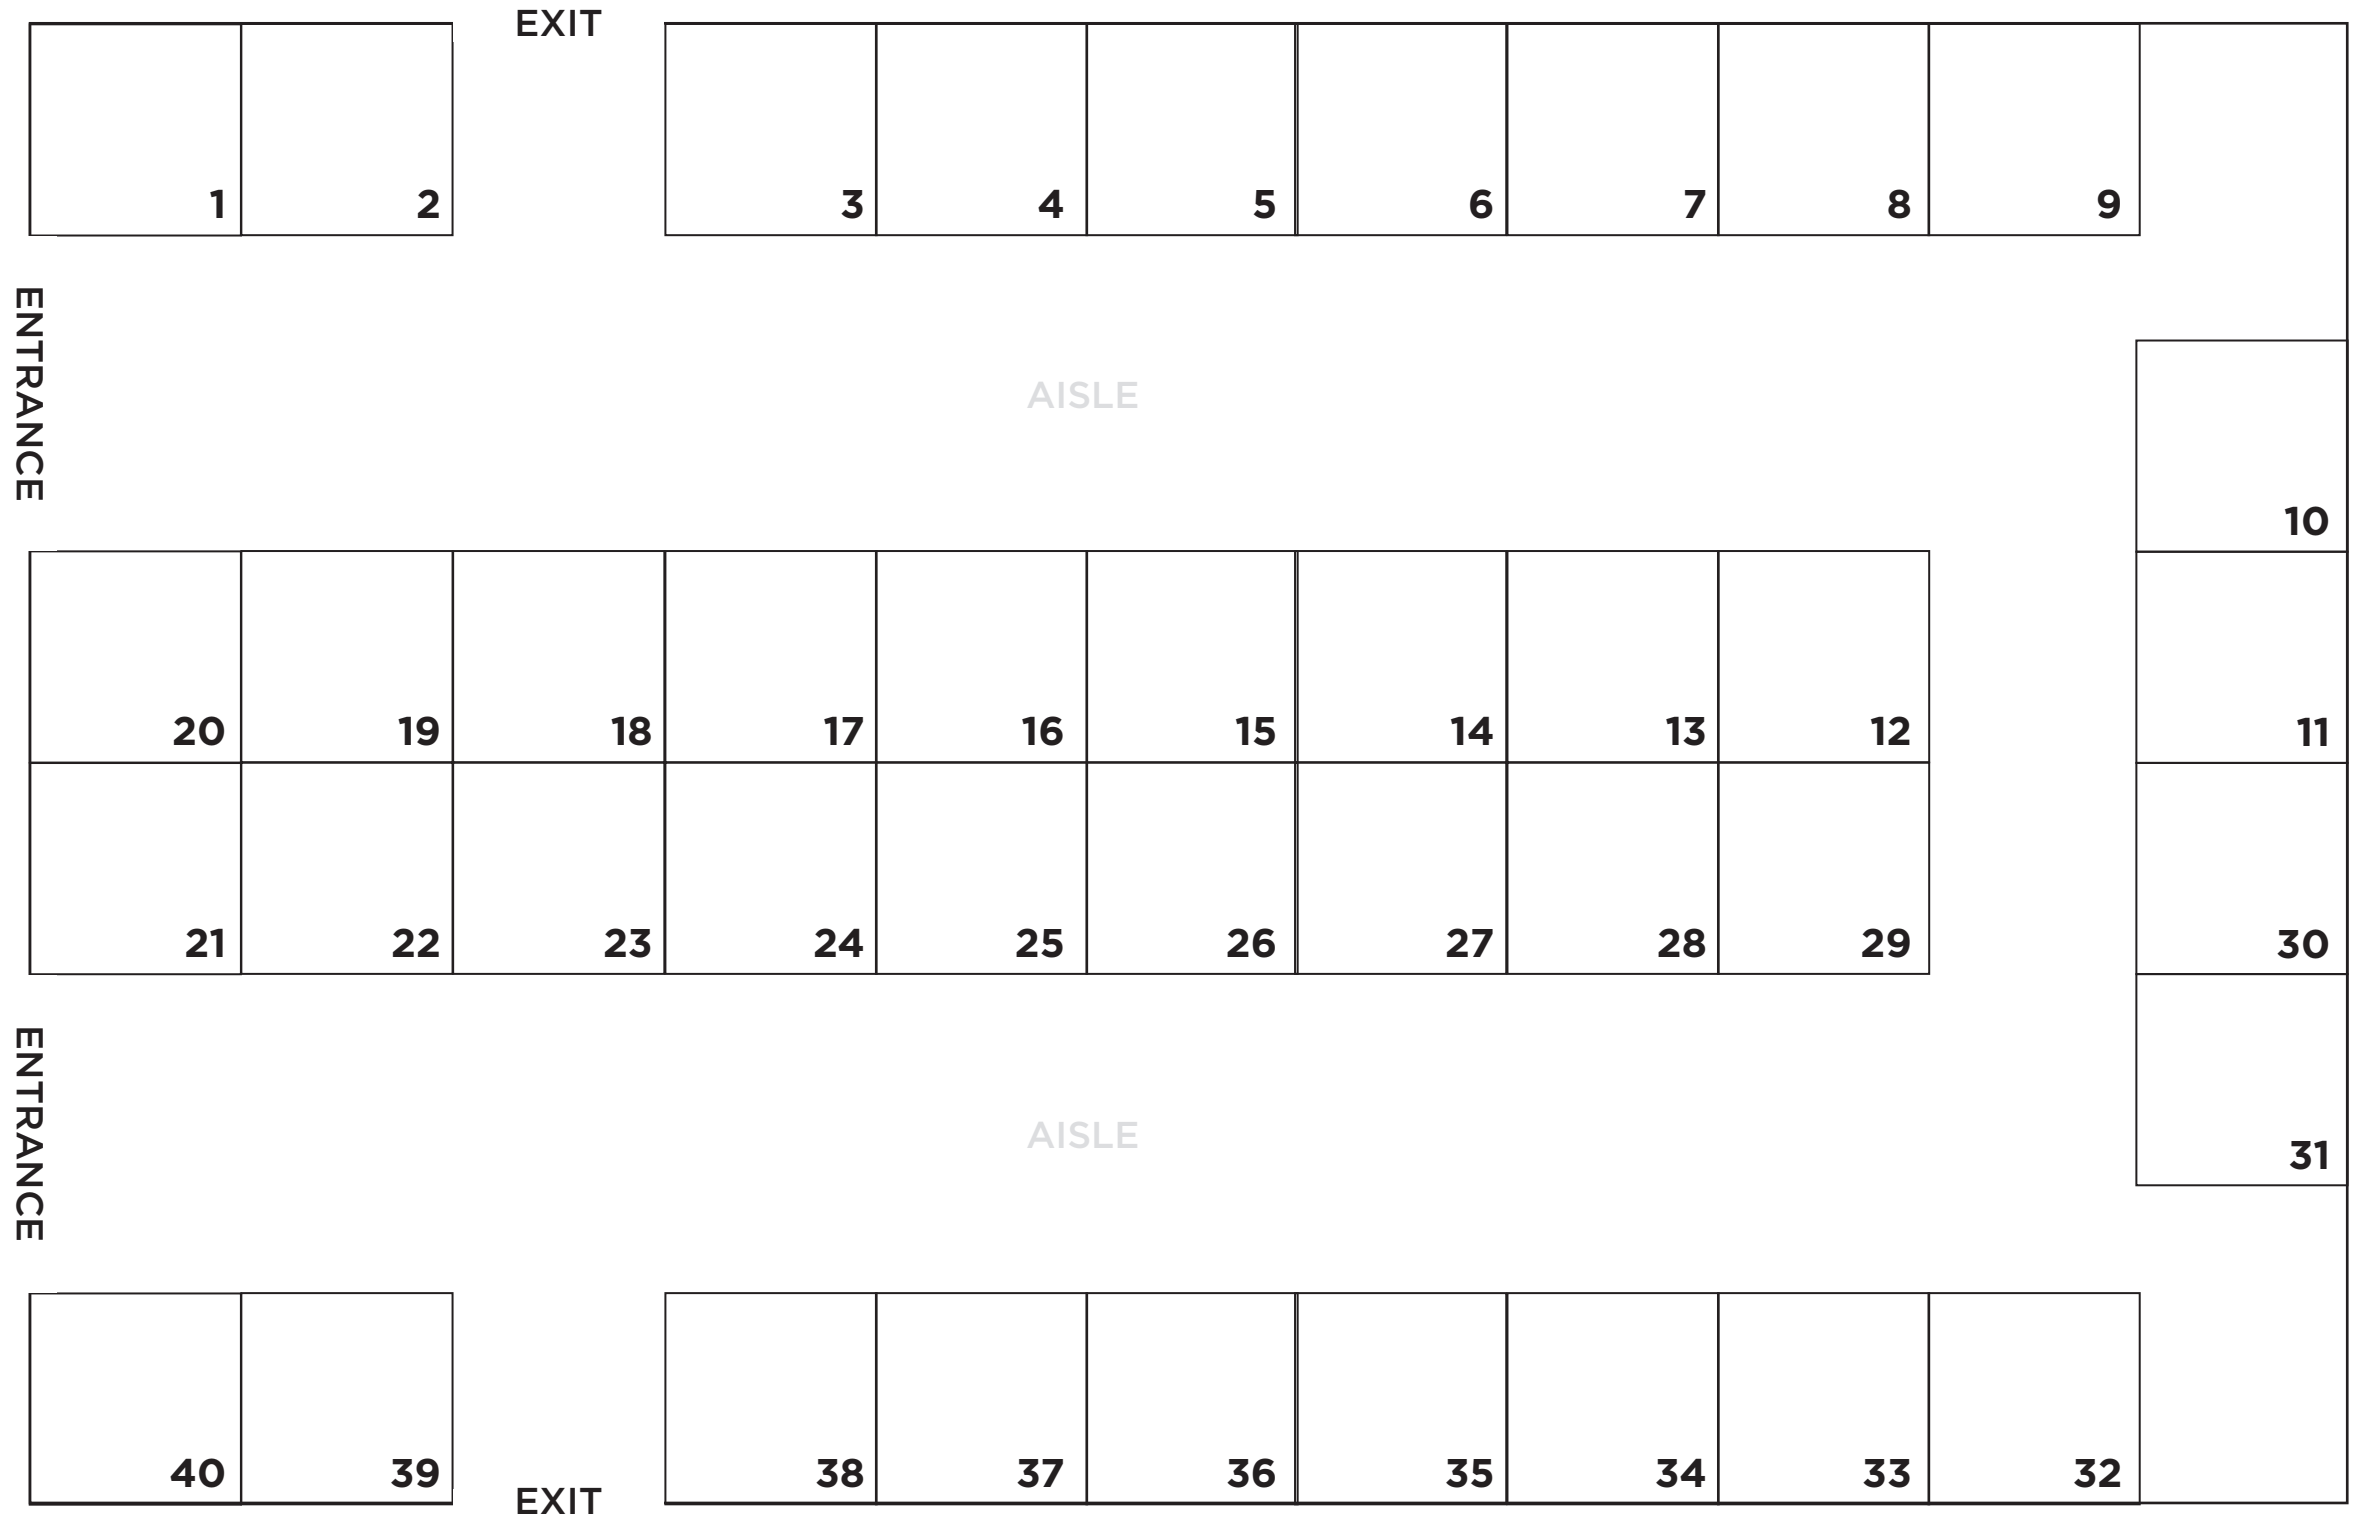 EXIT
1 2 3 4 5 6 7 8 9
ENTRANCE
AISLE
10
20 19 18 17 16 15 14 13 12 11
21 22 23 24 25 26 27 28 29 30
ENTRANCE
AISLE
31
40 39 38 37 36 35 34 33 32
EXIT